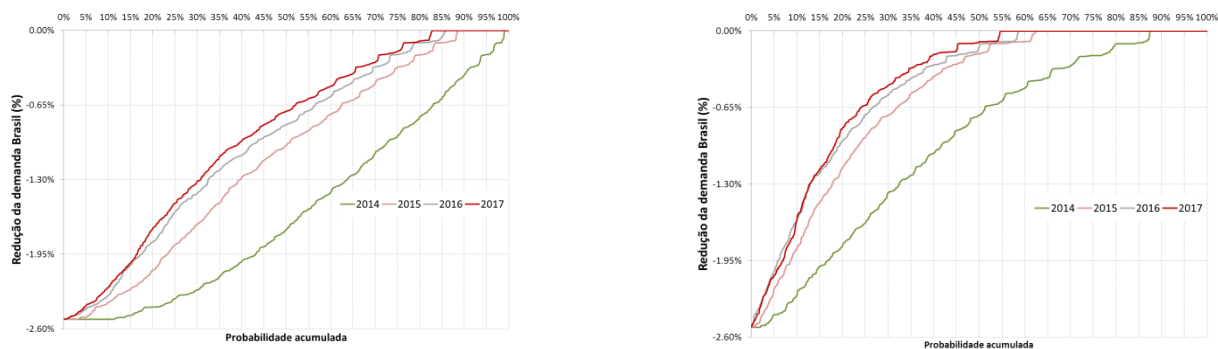 0% 5% 10% 15% 20% 25% 30% 35% 40% 45% 50% 55% 60% 65% 70% 75% 80% 85% 90% 95% 100%
0.00%
-0.65%
-1.30%
-1.95%
-2.60%
Redução da demanda Brasil (%)
2014 2015 2016 2017
Probabilidade acumulada
0% 5% 10% 15% 20% 25% 30% 35% 40% 45% 50% 55% 60% 65% 70% 75% 80% 85% 90% 95% 100%
0.00%
-0.65%
-1.30%
-1.95%
-2.60%
Redução da demanda Brasil (%)
2014 2015 2016 2017
Probabilidade acumulada